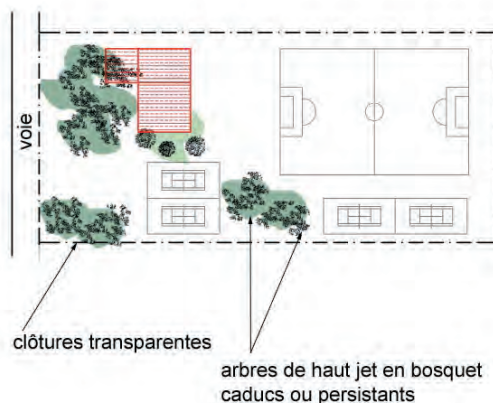 voie
clôtures transparentes
arbres de haut jet en bosquet
caducs ou persistants